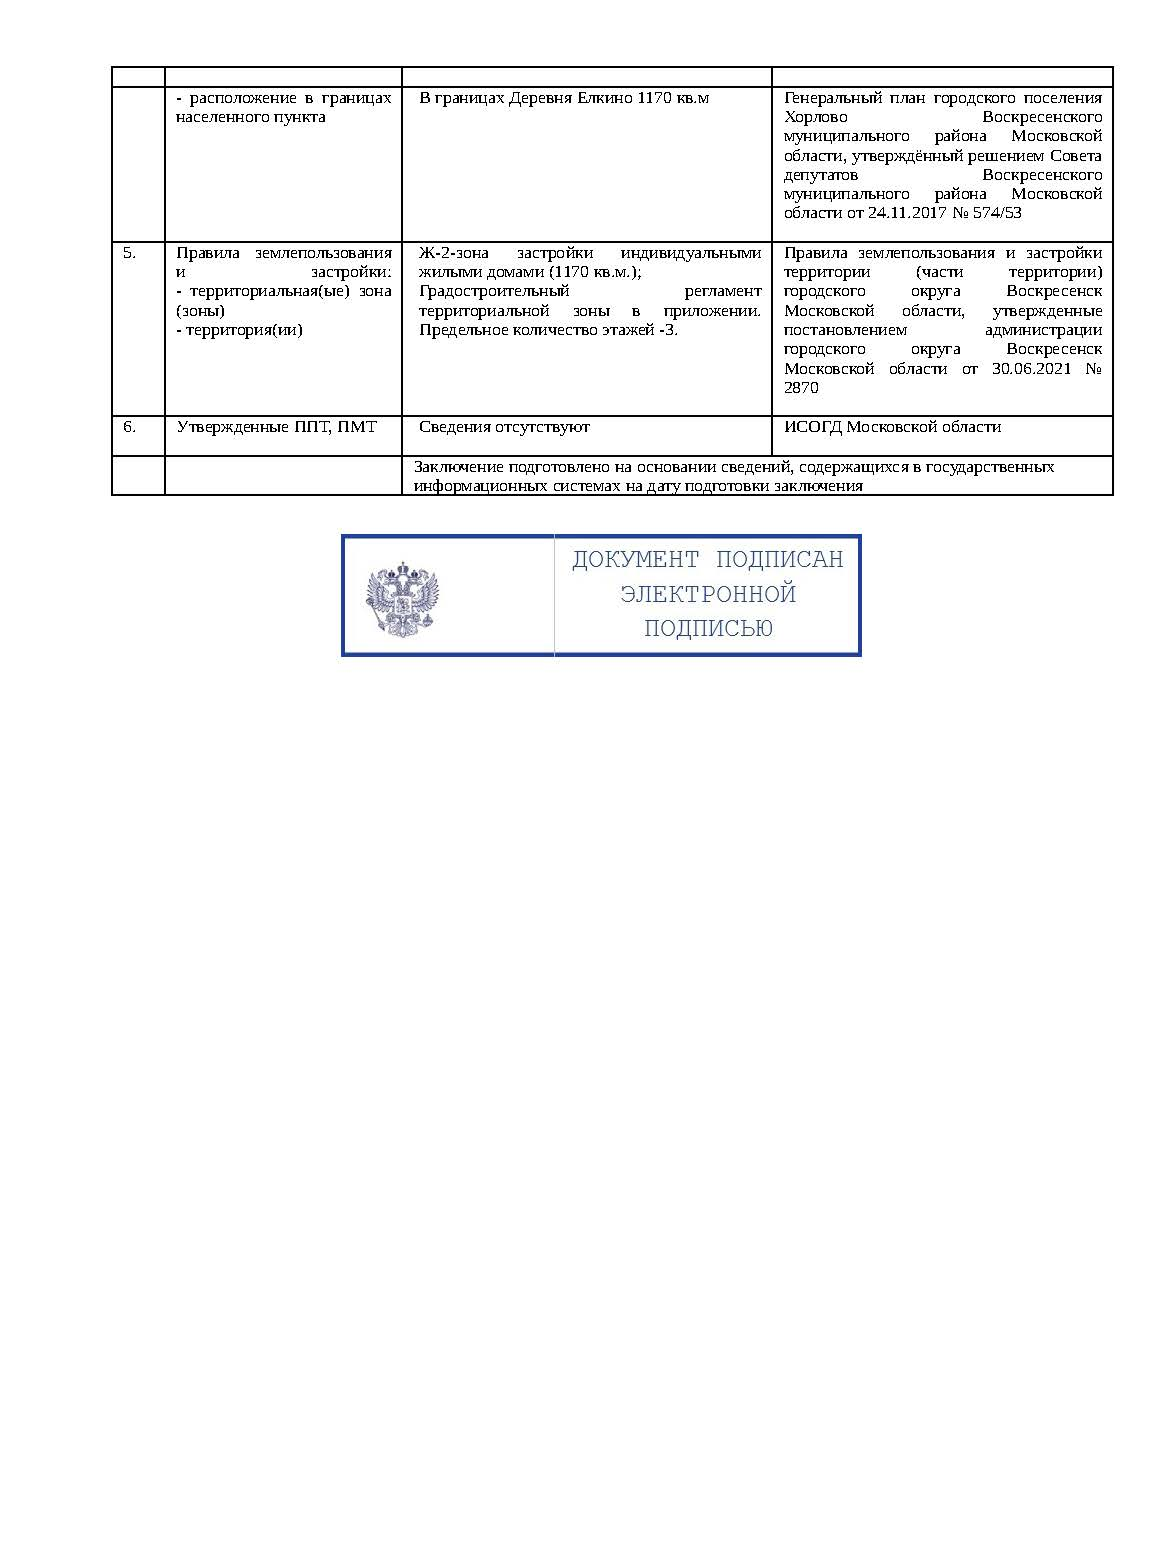 - расположение в границах
населенного пункта
В границах Деревня Елкино 1170 кв.м
Генеральный план городского поселения
Хорлово Воскресенского
муниципального района Московской
области, утверждённый решением Совета
депутатов Воскресенского
муниципального района Московской
области от 24.11.2017 № 574/53
5.
Правила землепользования
и застройки:
- территориальная(ые) зона
(зоны)
- территория(ии)
Ж-2-зона застройки индивидуальными
жилыми домами (1170 кв.м.);
Градостроительный регламент
территориальной зоны в приложении.
Предельное количество этажей -3.
Правила землепользования и застройки
территории (части территории)
городского округа Воскресенск
Московской области, утвержденные
постановлением администрации
городского округа Воскресенск
Московской области от 30.06.2021 №
2870
6.
Утвержденные ППТ, ПМТ
Сведения отсутствуют
ИСОГД Московской области
Заключение подготовлено на основании сведений, содержащихся в государственных
информационных системах на дату подготовки заключения
ДОКУМЕНТ ПОДПИСАН
ЭЛЕКТРОННОЙ
ПОДПИСЬЮ